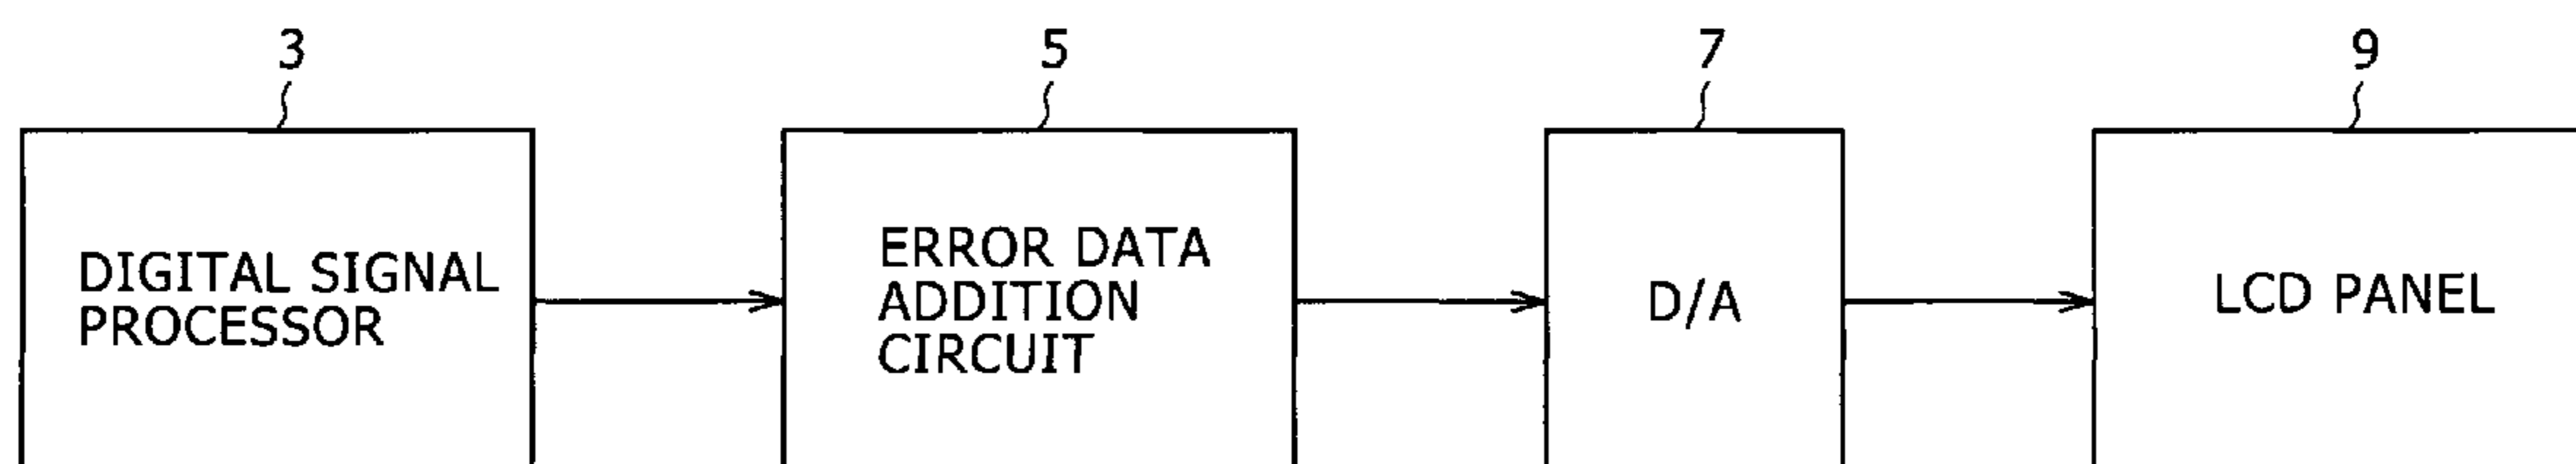 3
5
7
9
DIGITAL SIGNAL
PROCESSOR
ERROR DATA
ADDITION
CIRCUIT
D/A
LCD PANEL